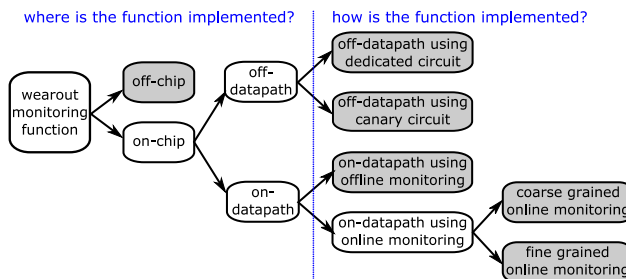 where is the function implemented?
how is the function implemented?
wearout
monitoring
function
off-chip
on-chip
off-
datapath
on-
datapath
off-datapath using
dedicated circuit
off-datapath using
canary circuit
on-datapath using
offline monitoring
on-datapath using
online monitoring
coarse grained
online monitoring
fine grained
online monitoring